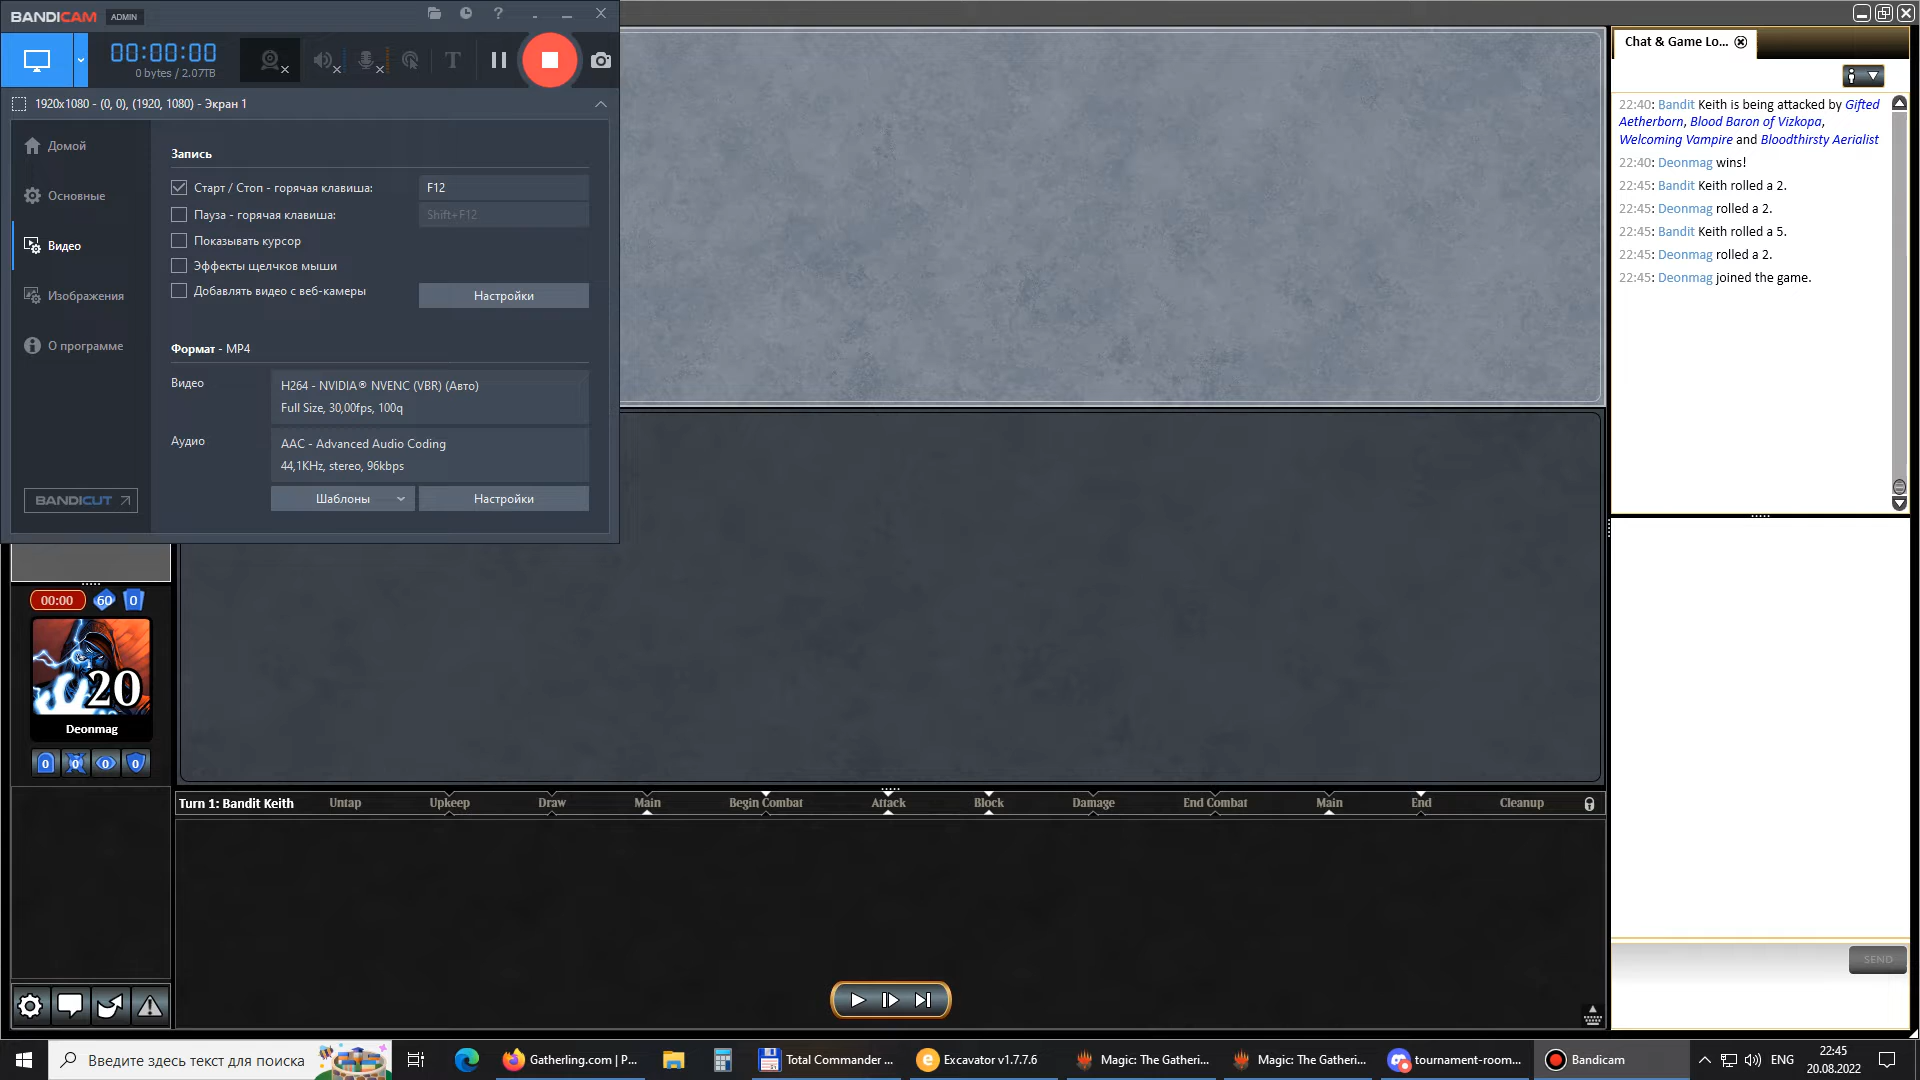 BANDICAM ADMIN
00:00:00
0 bytes / 2.07TB
1920x1080 - (0, 0), (1920, 1080) - Экран 1
Домой
Основные
Видео
Изображения
О программе
BANDICUT
Запись
Старт / Стоп - горячая клавиша:
F12
Пауза - горячая клавиша:
Shift+F12
Показывать курсор
Эффекты щелчков мыши
Добавлять видео с веб-камеры
Настройки
Формат - MP4
Видео
H264 - NVIDIA® NVENC (VBR) (Авто)
Full Size, 30,00fps, 100q
Аудио
AAC - Advanced Audio Coding
44,1KHz, stereo, 96kbps
Шаблоны
Настройки
Chat & Game Lo...
22:40: Bandit Keith is being attacked by Gifted
Aetherborn, Blood Baron of Vizkopa,
Welcoming Vampire and Bloodthirsty Aerialist
22:40: Deonmag wins!
22:45: Bandit Keith rolled a 2.
22:45: Deonmag rolled a 2.
22:45: Bandit Keith rolled a 5.
22:45: Deonmag rolled a 2.
22:45: Deonmag joined the game.
SEND
00:00 60 0
20
Deonmag
0 0 0 0
Turn 1: Bandit Keith Untap Upkeep Draw Main Begin Combat Attack Block Damage End Combat Main End Cleanup
Введите здесь текст для поиска
Gatherling.com | P...
Total Commander ...
Excavator v1.7.7.6
Magic: The Gatheri...
Magic: The Gatheri...
tournament-room...
Bandicam
ENG
22:45
20.08.2022